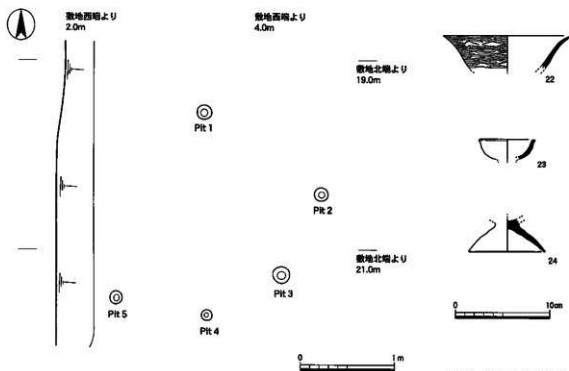 敷地西端より
2.0m
敷地西端より
4.0m
敷地北端より
19.0m
22
Pit 1
23
Pit 2
敷地北端より
21.0m
24
Pit 3
Pit 5
Pit 4
0
10cm
0
1m